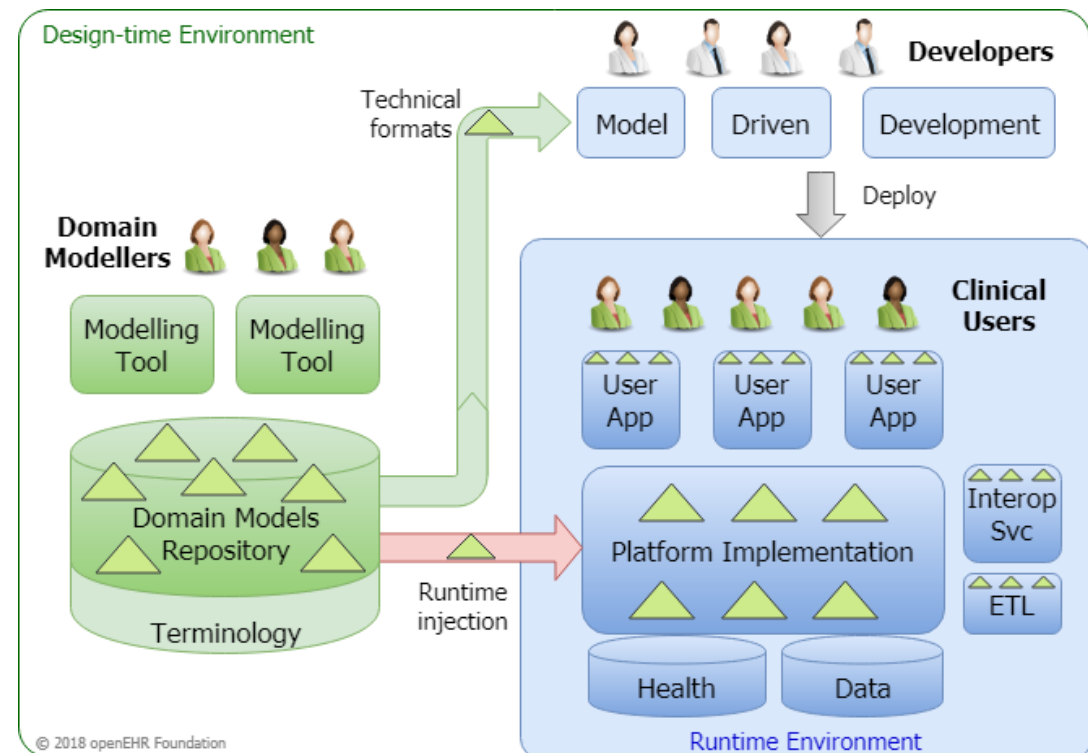 Design-time Environment
Developers
Technical
formats
Model
Driven
Development
Deploy
Domain
Modellers
Modelling
Tool
Modelling
Tool
Clinical
Users
User
App
User
App
User
App
Domain Models
Repository
Terminology
Runtime
injection
Platform Implementation
Interop
Svc
ETL
Health
Data
© 2018 openEHR Foundation
Runtime Environment